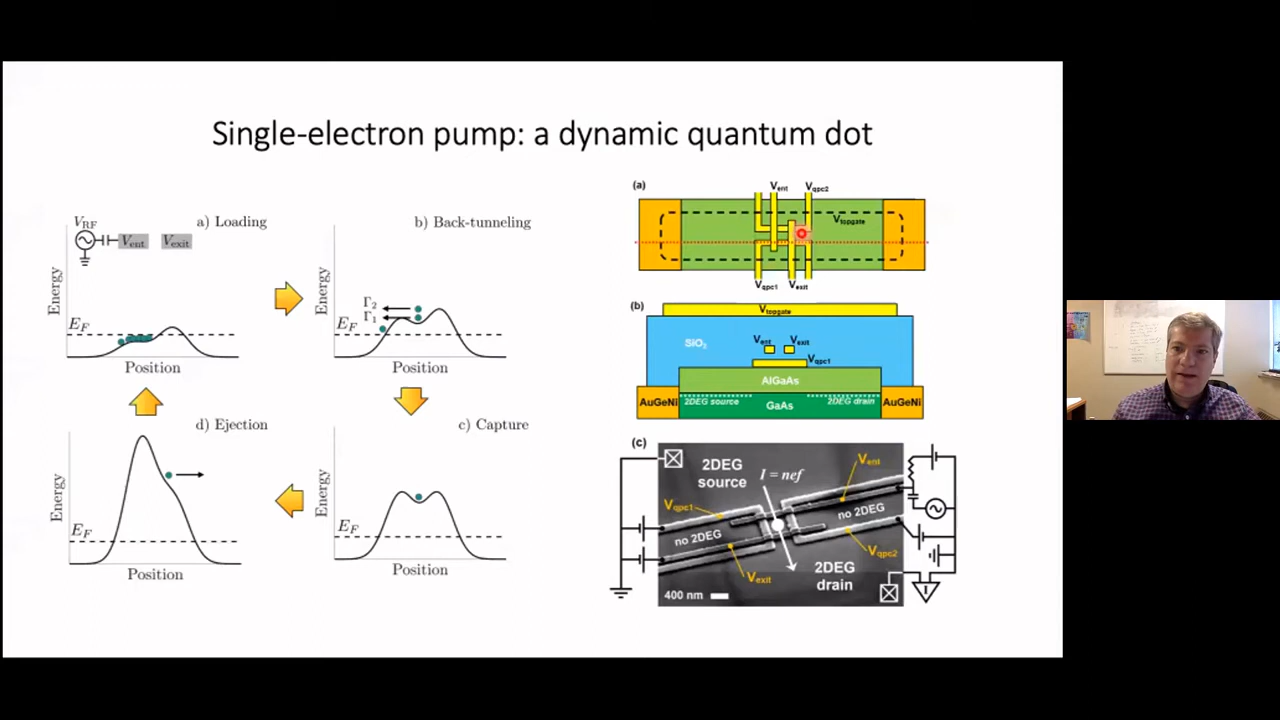 Single-electron pump: a dynamic quantum dot
V_RF
V_ent
V_exit
a) Loading
Energy
E_F
Position
b) Back-tunneling
Energy
Γ_2
Γ_1
E_F
Position
d) Ejection
Energy
E_F
Position
c) Capture
Energy
E_F
Position
(a)
V_ent
V_qpc2
V_topgate
V_qpc1
V_exit
(b)
V_topgate
SiO_2
V_ent
V_exit
V_qpc1
AlGaAs
AuGeNi
2DEG source
GaAs
2DEG drain
AuGeNi
(c)
2DEG
source
I = nef
V_ent
V_qpc1
no 2DEG
no 2DEG
V_qpc2
V_exit
2DEG
drain
400 nm
I